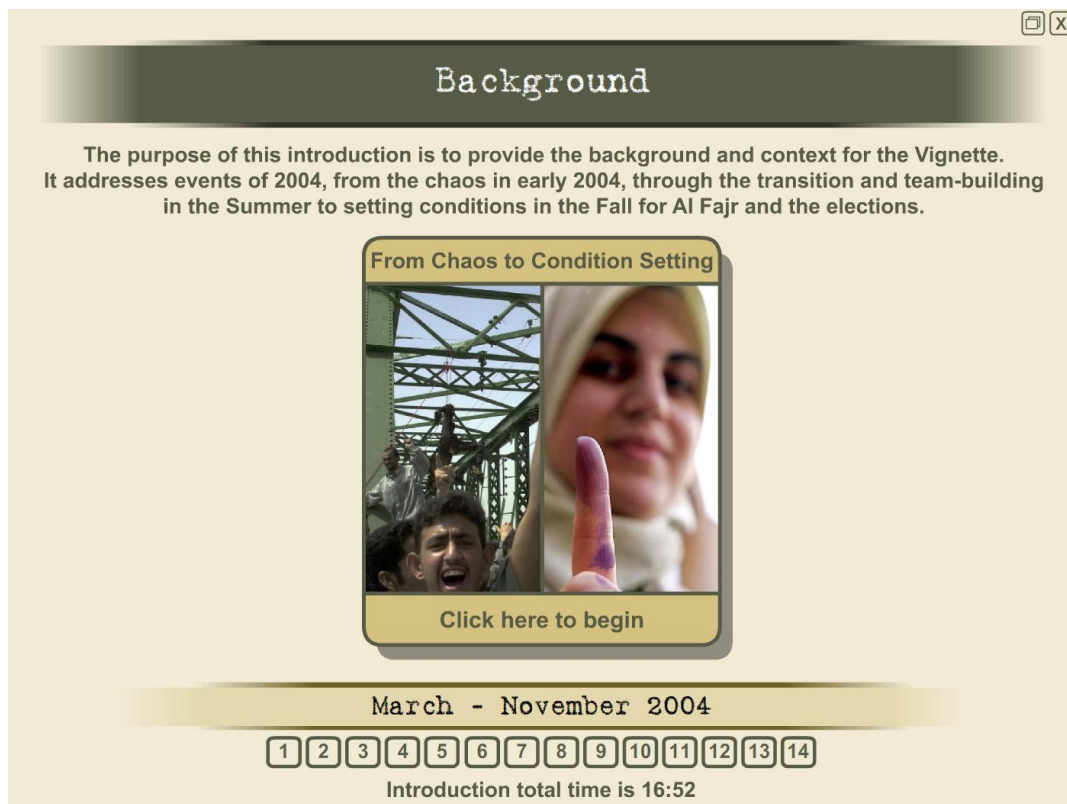 X
Background
The purpose of this introduction is to provide the background and context for the Vignette.
It addresses events of 2004, from the chaos in early 2004, through the transition and team-building
in the Summer to setting conditions in the Fall for Al Fajr and the elections.
From Chaos to Condition Setting
Click here to begin
March - November 2004
1 2 3 4 5 6 7 8 9 10 11 12 13 14
Introduction total time is 16:52